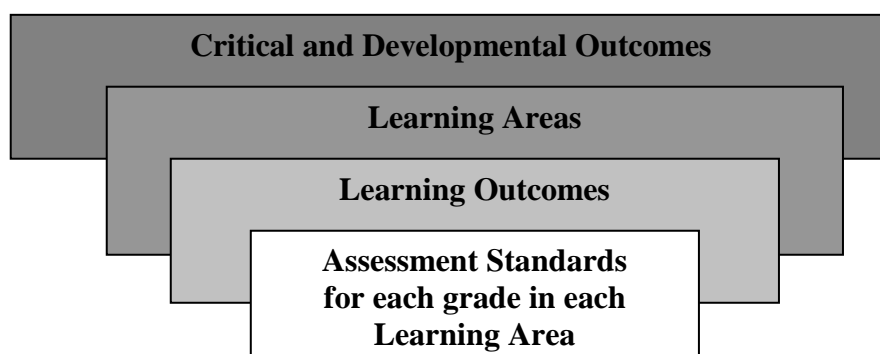 Critical and Developmental Outcomes
Learning Areas
Learning Outcomes
Assessment Standards
for each grade in each
Learning Area